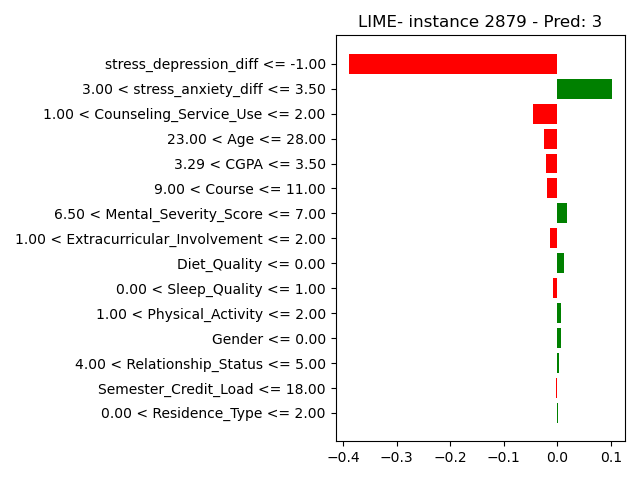 LIME- instance 2879 - Pred: 3
stress_depression_diff <= -1.00
3.00 < stress_anxiety_diff <= 3.50
1.00 < Counseling_Service_Use <= 2.00
23.00 < Age <= 28.00
3.29 < CGPA <= 3.50
9.00 < Course <= 11.00
6.50 < Mental_Severity_Score <= 7.00
1.00 < Extracurricular_Involvement <= 2.00
Diet_Quality <= 0.00
0.00 < Sleep_Quality <= 1.00
1.00 < Physical_Activity <= 2.00
Gender <= 0.00
4.00 < Relationship_Status <= 5.00
Semester_Credit_Load <= 18.00
0.00 < Residence_Type <= 2.00
−0.4 −0.3 −0.2 −0.1 0.0 0.1